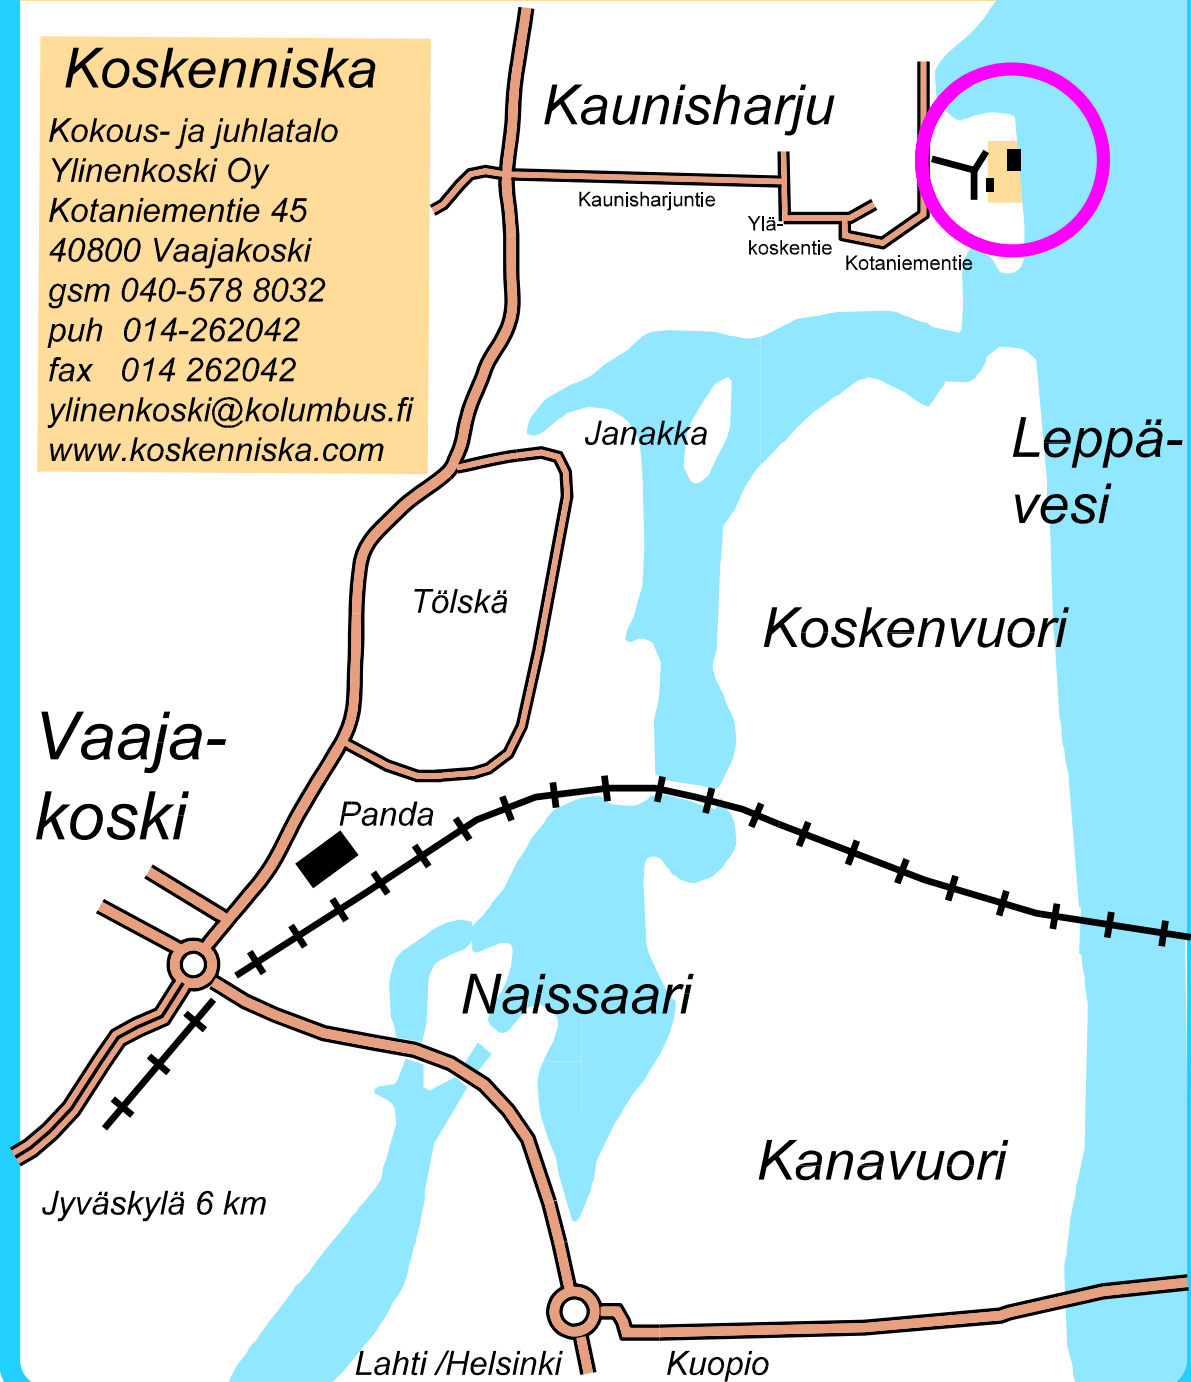 Koskenniska
Kokous- ja juhlatalo
Ylinenkoski Oy
Kotaniementie 45
40800 Vaajakoski
gsm 040-578 8032
puh 014-262042
fax 014 262042
ylinenkoski@kolumbus.fi
www.koskenniska.com
Kaunisharju
Kaunisharjuntie
Ylä-
koskentie
Kotaniementie
Janakka
Leppä-
vesi
Tölskä
Koskenvuori
Vaaja-
koski
Panda
Naissaari
Kanavuori
Jyväskylä 6 km
Lahti /Helsinki
Kuopio